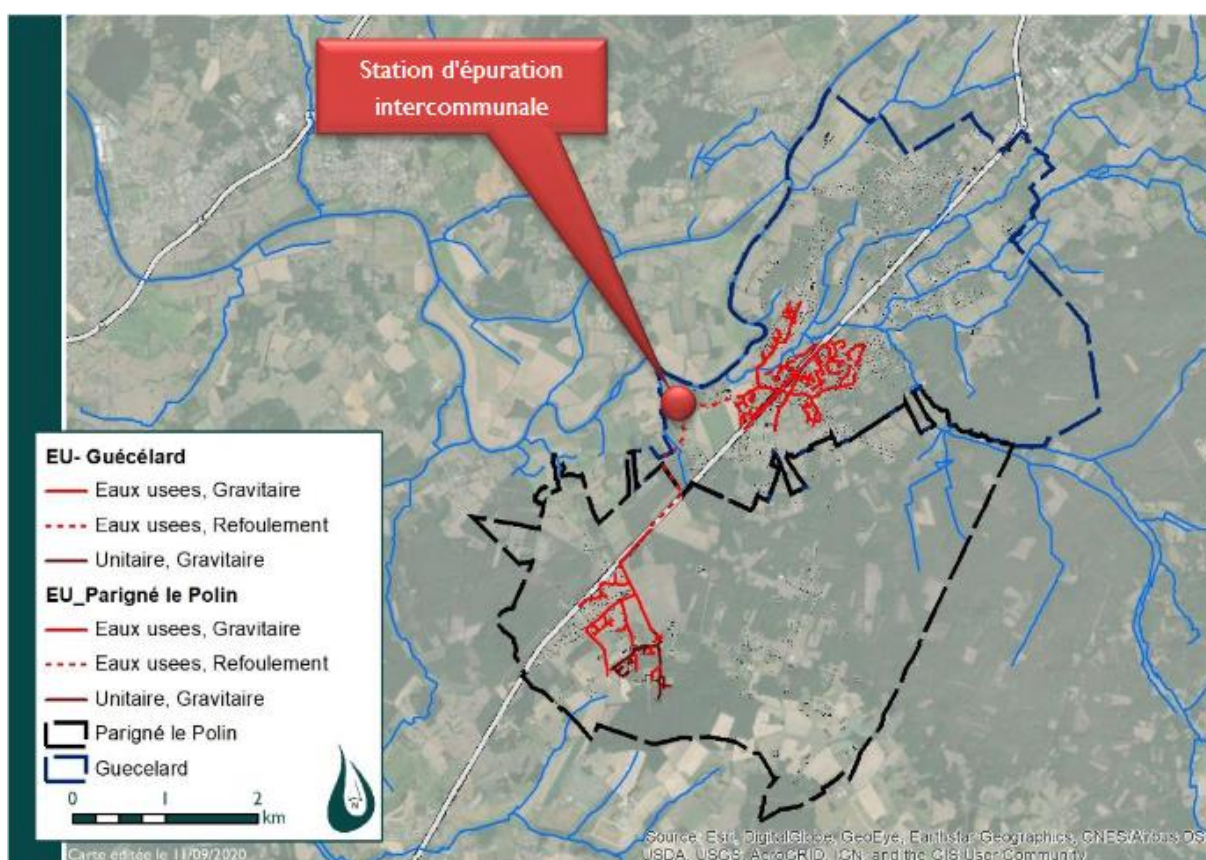 Station d'épuration
intercommunale
EU- Guécélard
Eaux usees, Gravitaire
Eaux usees, Refoulement
Unitaire, Gravitaire
EU_Parigné le Polin
Eaux usees, Gravitaire
Eaux usees, Refoulement
Unitaire, Gravitaire
Parigné le Polin
Guecelard
0 1 2
km
N
Carte éditée le 11/09/2020
Source: Esri, DigitalGlobe, GeoEye, Earthstar Geographics, CNES/Airbus DS,
USDA, USGS, AeroGRID, IGN, and the GIS User Community